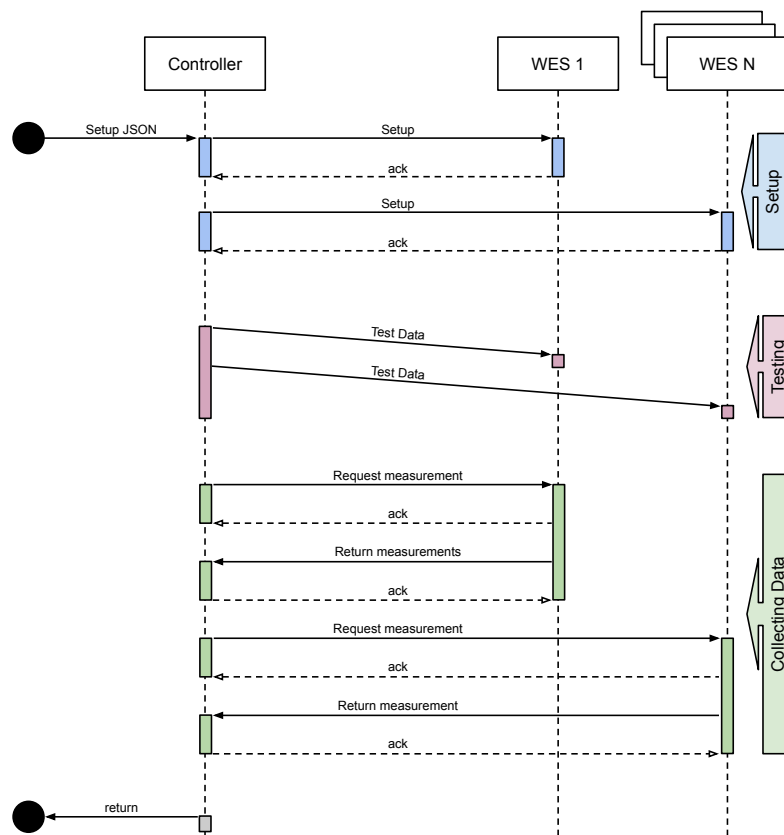 Controller
WES 1
WES N
Setup JSON
Setup
ack
Setup
ack
Setup
Test Data
Test Data
Testing
Request measurement
ack
Return measurements
ack
Request measurement
ack
Return measurement
ack
Collecting Data
return